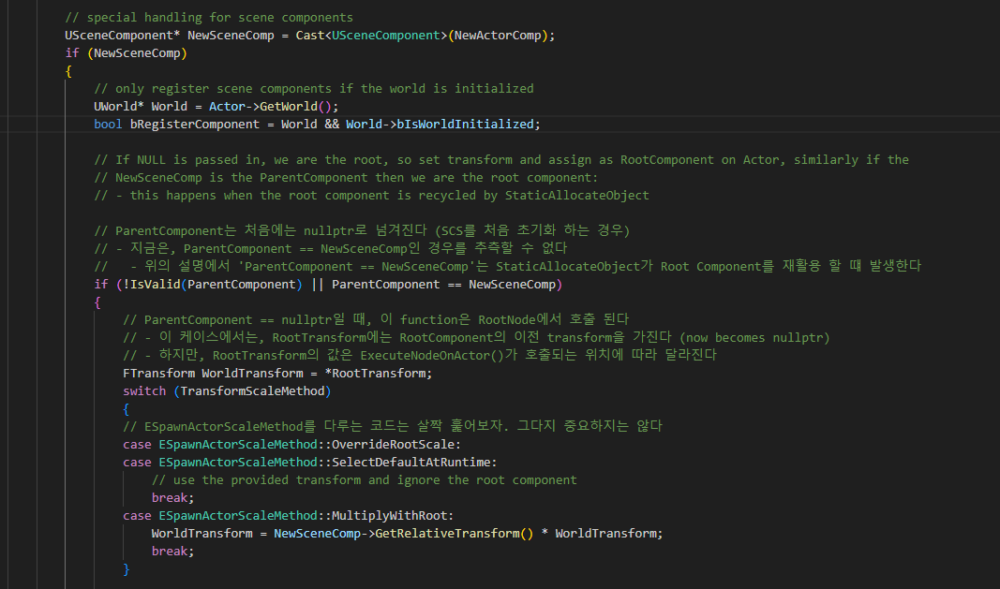 // special handling for scene components
USceneComponent* NewSceneComp = Cast<USceneComponent>(NewActorComp);
if (NewSceneComp)
{
// only register scene components if the world is initialized
UWorld* World = Actor->GetWorld();
bool bRegisterComponent = World && World->bIsWorldInitialized;
// If NULL is passed in, we are the root, so set transform and assign as RootComponent on Actor, similarly if the
// NewSceneComp is the ParentComponent then we are the root component:
// - this happens when the root component is recycled by StaticAllocateObject
// ParentComponent는 처음에는 nullptr로 넘겨진다 (SCS를 처음 초기화 하는 경우)
// - 지금은, ParentComponent == NewSceneComp인 경우를 추측할 수 없다
//   - 위의 설명에서 'ParentComponent == NewSceneComp'는 StaticAllocateObject가 Root Component를 재활용 할 떄 발생한다
if (!IsValid(ParentComponent) || ParentComponent == NewSceneComp)
{
// ParentComponent == nullptr일 때, 이 function은 RootNode에서 호출 된다
// - 이 케이스에서는, RootTransform에는 RootComponent의 이전 transform을 가진다 (now becomes nullptr)
// - 하지만, RootTransform의 값은 ExecuteNodeOnActor()가 호출되는 위치에 따라 달라진다
FTransform WorldTransform = *RootTransform;
switch (TransformScaleMethod)
{
// ESpawnActorScaleMethod를 다루는 코드는 살짝 훑어보자. 그다지 중요하지는 않다
case ESpawnActorScaleMethod::OverrideRootScale:
case ESpawnActorScaleMethod::SelectDefaultAtRuntime:
// use the provided transform and ignore the root component
break;
case ESpawnActorScaleMethod::MultiplyWithRoot:
WorldTransform = NewSceneComp->GetRelativeTransform() * WorldTransform;
break;
}